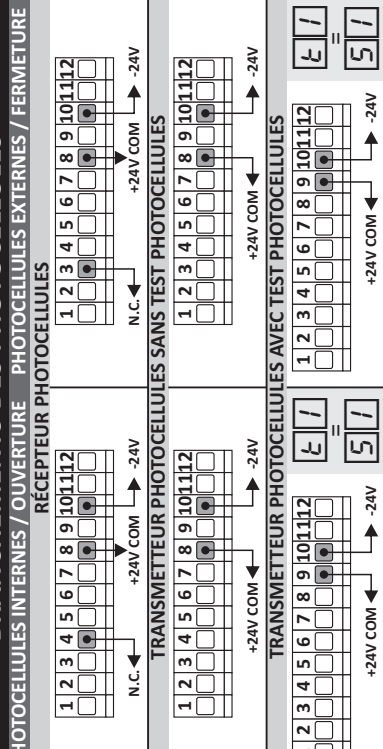 HOTOCELLULES INTERNES / OUVERTURE PHOTOCELLULES EXTERNES / FERMETURE
RÉCEPTEUR PHOTOCELLULES
1 2 3 4 5 6 7 8 9 10 11 12
N.C. +24V COM -24V
1 2 3 4 5 6 7 8 9 10 11 12
N.C. +24V COM -24V
TRANSMETTEUR PHOTOCELLULES SANS TEST PHOTOCELLULES
1 2 3 4 5 6 7 8 9 10 11 12
+24V COM -24V
1 2 3 4 5 6 7 8 9 10 11 12
+24V COM -24V
TRANSMETTEUR PHOTOCELLULES AVEC TEST PHOTOCELLULES
2 3 4 5 6 7 8 9 10 11 12
+24V COM -24V
t 1
=
S 1
1 2 3 4 5 6 7 8 9 10 11 12
+24V COM -24V
t 1
=
S 1